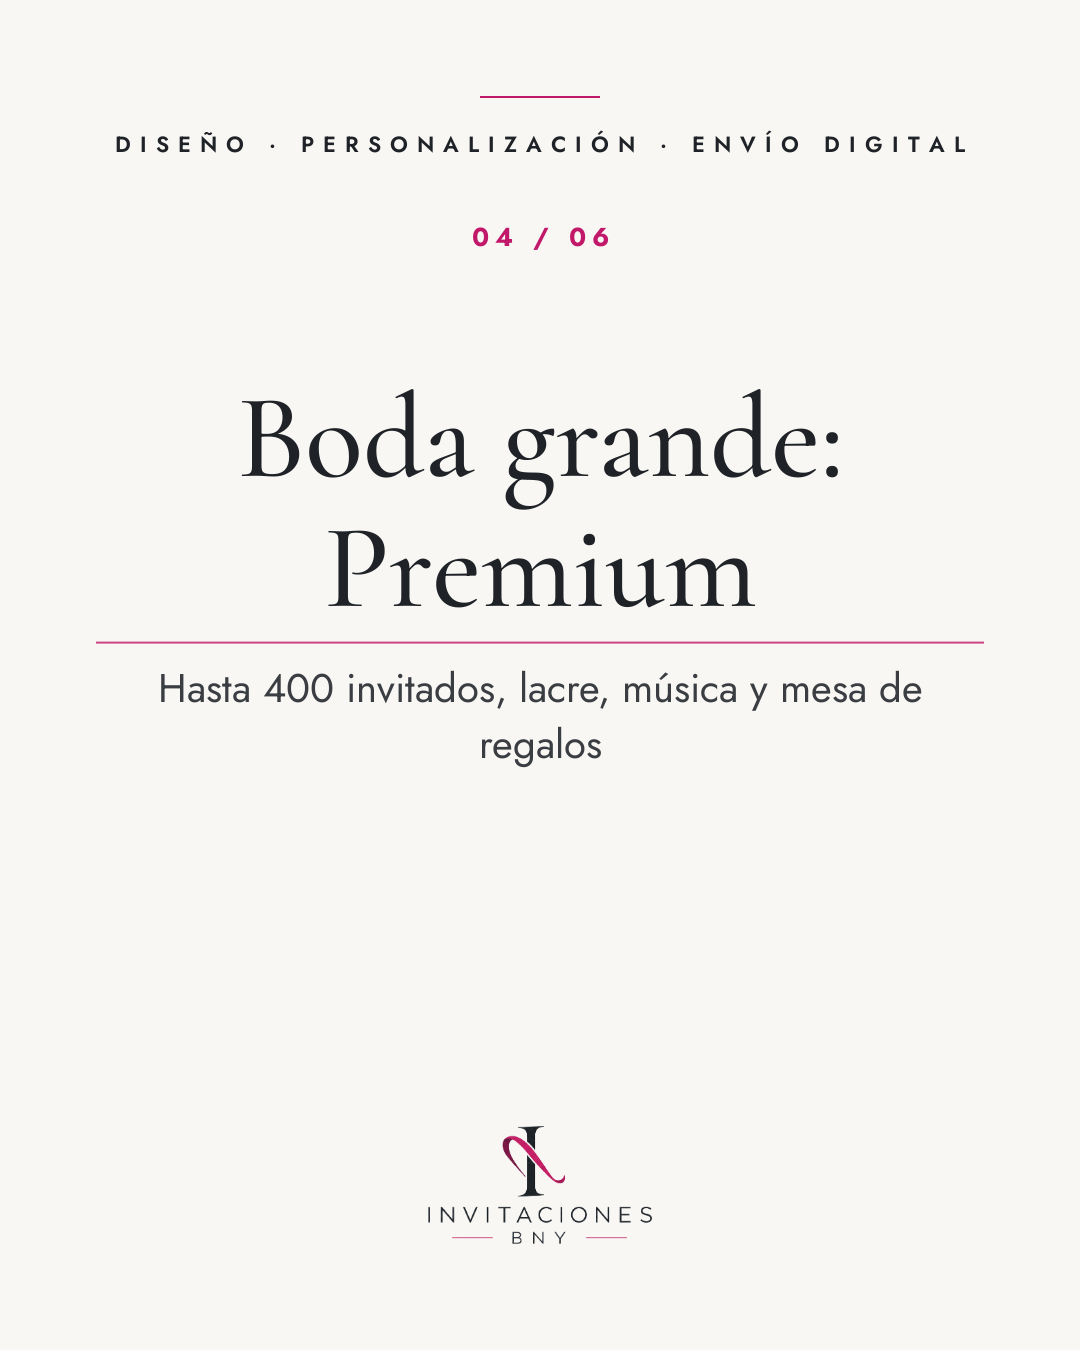 DISEÑO · PERSONALIZACIÓN · ENVÍO DIGITAL
04 / 06
Boda grande:
Premium
Hasta 400 invitados, lacre, música y mesa de
regalos
INVITACIONES
BNY